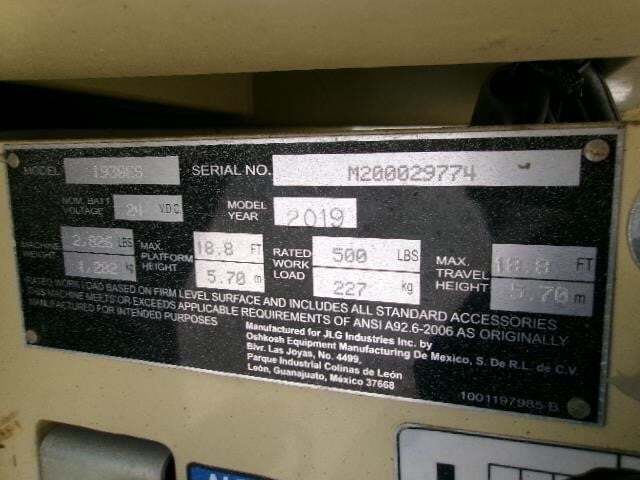 MODEL 1930ES SERIAL NO. M200029774
NOM. BATT. VOLTAGE 24 V.D.C. MODEL YEAR 2019
MACHINE WEIGHT 2,825 LBS 1,282 kg MAX. PLATFORM HEIGHT 18.8 FT 5.70 m RATED WORK LOAD 500 LBS 227 kg MAX. TRAVEL HEIGHT 18.8 FT 5.70 m
RATED WORK LOAD BASED ON FIRM LEVEL SURFACE AND INCLUDES ALL STANDARD ACCESSORIES
THIS MACHINE MEETS OR EXCEEDS APPLICABLE REQUIREMENTS OF ANSI A92.6-2006 AS ORIGINALLY
MANUFACTURED FOR INTENDED PURPOSES
Manufactured for JLG Industries Inc. by
Oshkosh Equipment Manufacturing De Mexico, S. De R.L. de C.V.
Blvr. Las Joyas, No. 4499,
Parque Industrial Colinas de León
León, Guanajuato, México 37668
1001197985 B